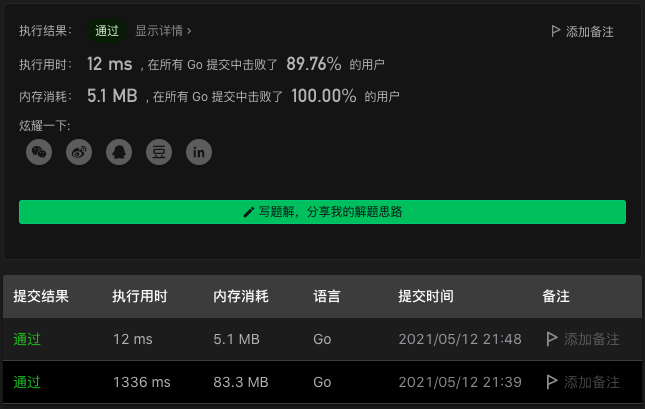 执行结果： 通过 显示详情 › 添加备注
执行用时： 12 ms , 在所有 Go 提交中击败了 89.76% 的用户
内存消耗： 5.1 MB , 在所有 Go 提交中击败了 100.00% 的用户
炫耀一下:
豆 in
写题解，分享我的解题思路
提交结果 执行用时 内存消耗 语言 提交时间 备注
通过 12 ms 5.1 MB Go 2021/05/12 21:48 添加备注
通过 1336 ms 83.3 MB Go 2021/05/12 21:39 添加备注